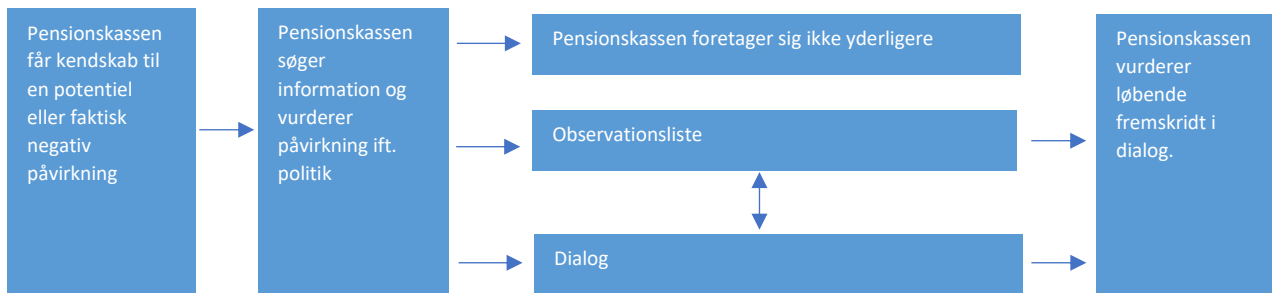 Pensionskassen
får kendskab til
en potentiel
eller faktisk
negativ
påvirkning
Pensionskassen
søger
information og
vurderer
påvirkning ift.
politik
Pensionskassen foretager sig ikke yderligere
Observationsliste
Dialog
Pensionskassen
vurderer
løbende
fremskridt i
dialog.